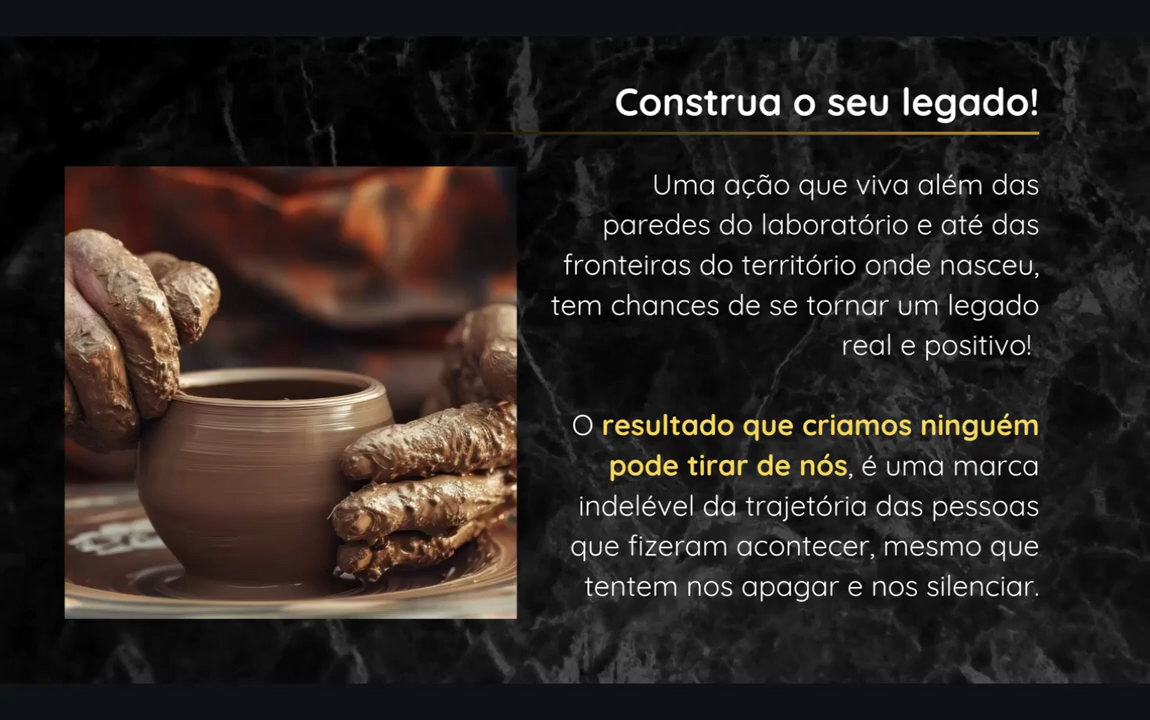 Construa o seu legado!
Uma ação que viva além das
paredes do laboratório e até das
fronteiras do território onde nasceu,
tem chances de se tornar um legado
real e positivo!
O resultado que criamos ninguém
pode tirar de nós, é uma marca
indelével da trajetória das pessoas
que fizeram acontecer, mesmo que
tentem nos apagar e nos silenciar.